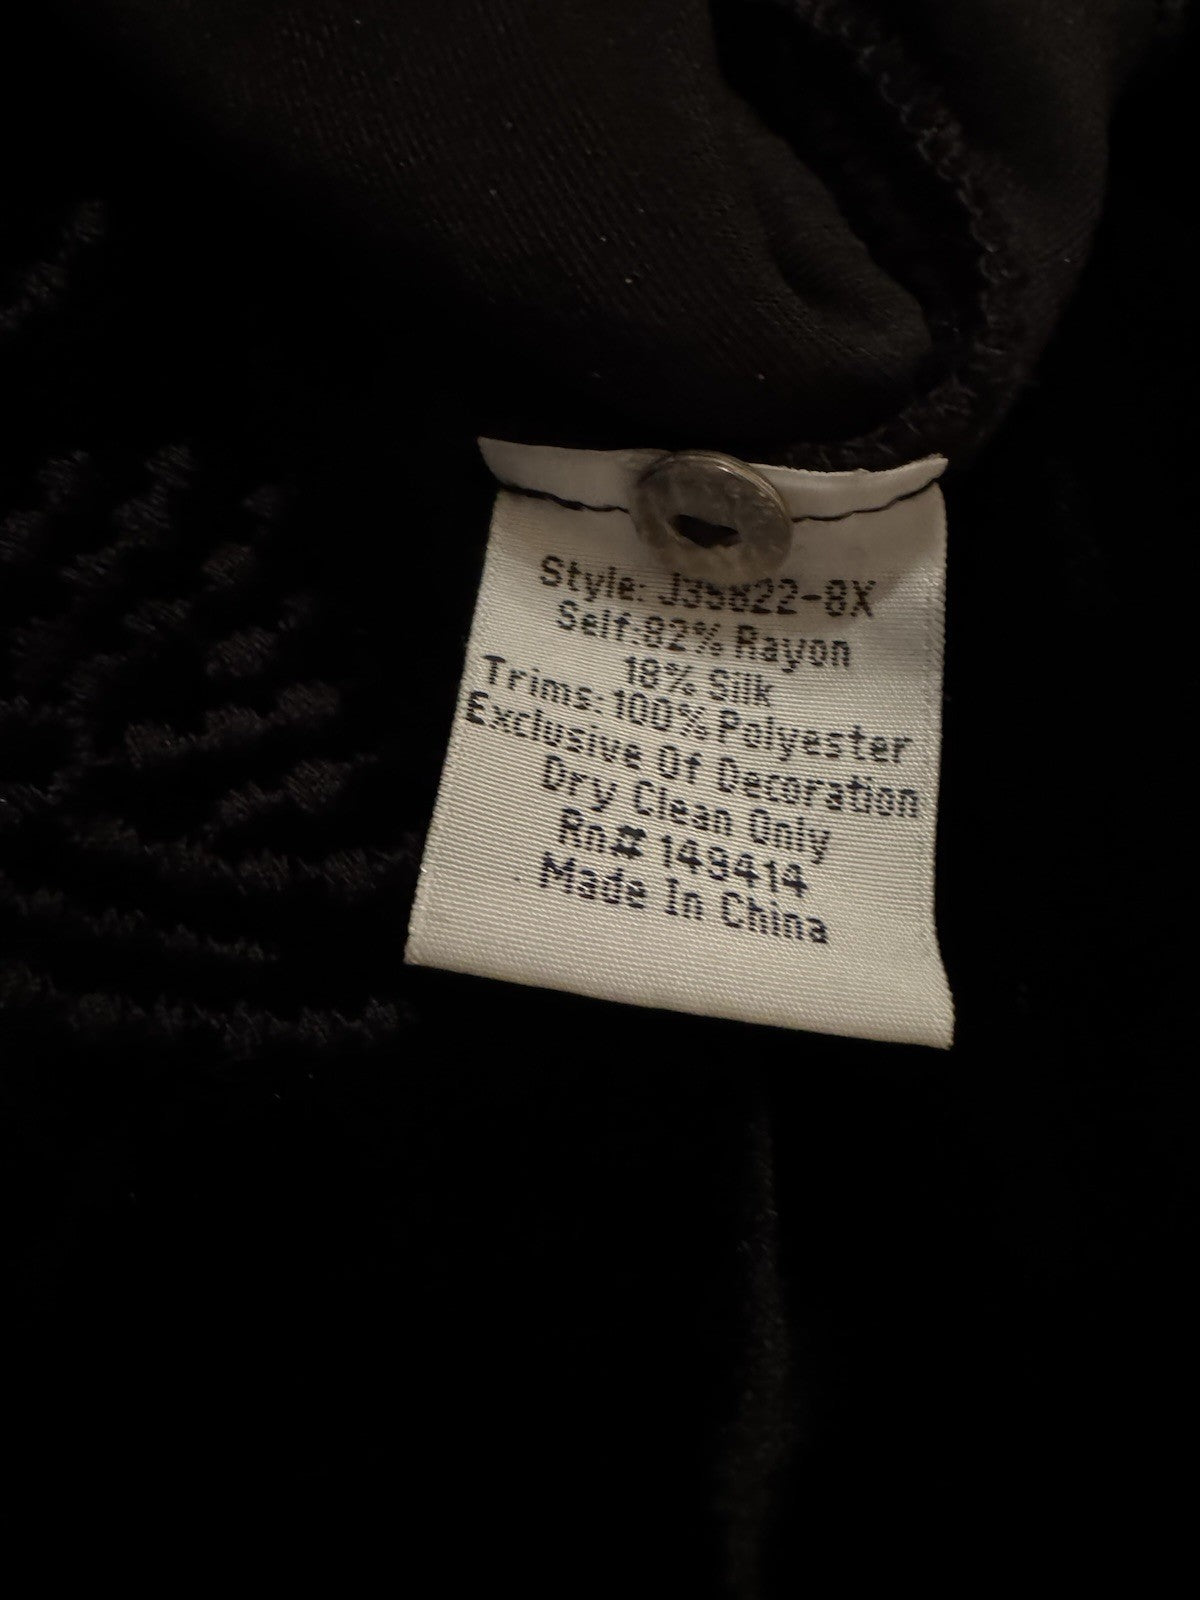 Style: J35822-8X
Self:82% Rayon
18% Silk
Trims:100% Polyester
Exclusive Of Decoration
Dry Clean Only
Rn# 149414
Made In China